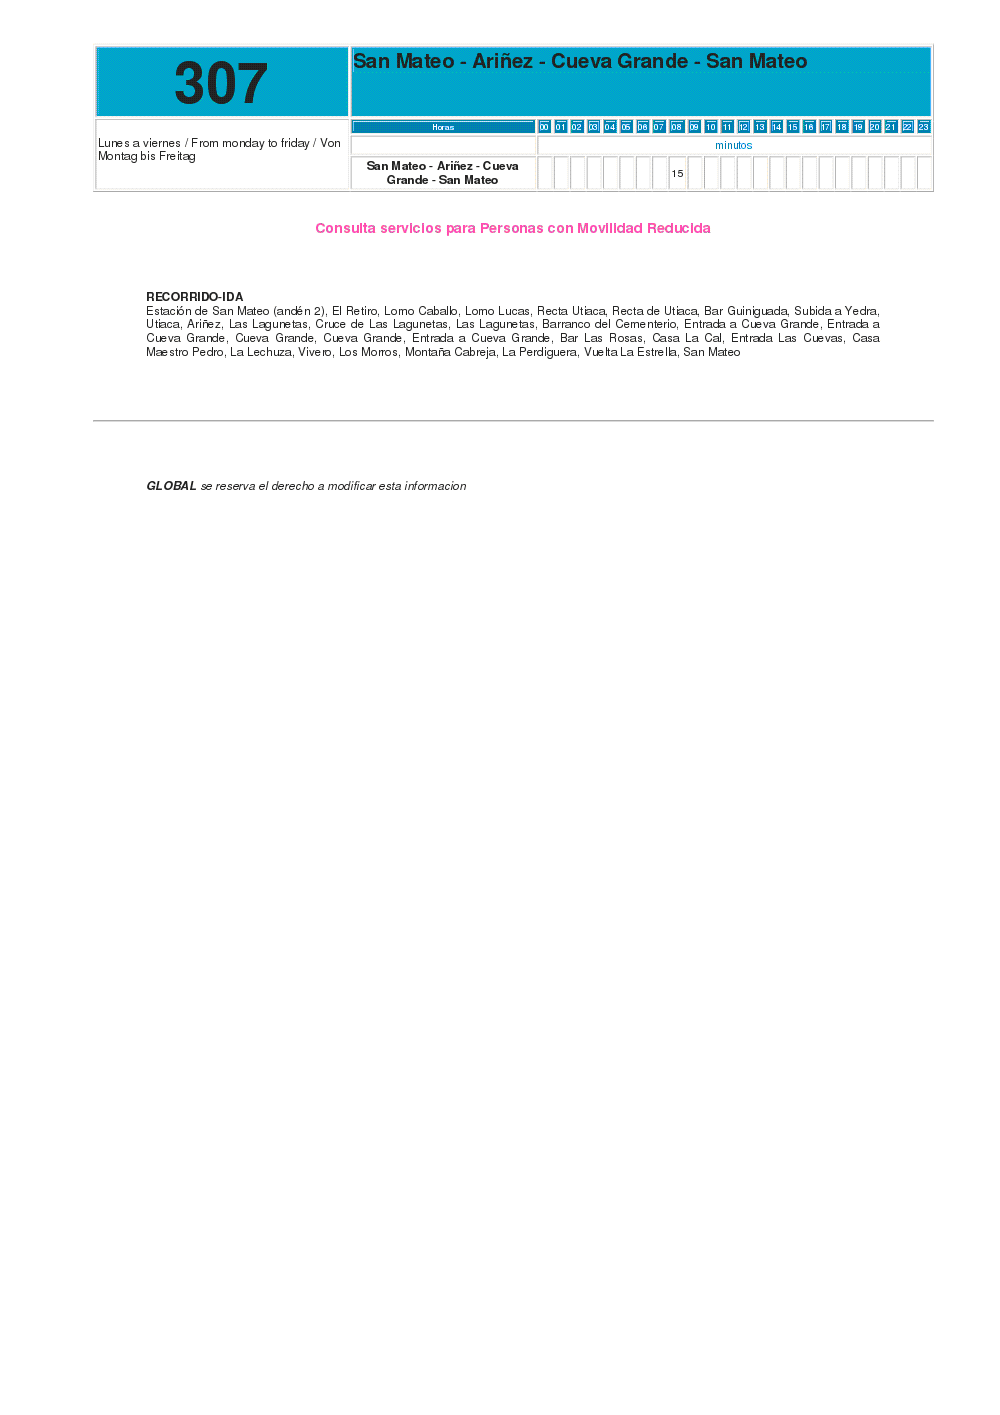 307
San Mateo - Ariñez - Cueva Grande - San Mateo
Lunes a viernes / From monday to friday / Von
Montag bis Freitag
Horas 00 01 02 03 04 05 06 07 08 09 10 11 12 13 14 15 16 17 18 19 20 21 22 23
minutos
San Mateo - Ariñez - Cueva
Grande - San Mateo
15
Consulta servicios para Personas con Movilidad Reducida
RECORRIDO-IDA
Estación de San Mateo (andén 2), El Retiro, Lomo Caballo, Lomo Lucas, Recta Utiaca, Recta de Utiaca, Bar Guiniguada, Subida a Yedra,
Utiaca, Ariñez, Las Lagunetas, Cruce de Las Lagunetas, Las Lagunetas, Barranco del Cementerio, Entrada a Cueva Grande, Entrada a
Cueva Grande, Cueva Grande, Cueva Grande, Entrada a Cueva Grande, Bar Las Rosas, Casa La Cal, Entrada Las Cuevas, Casa
Maestro Pedro, La Lechuza, Vivero, Los Morros, Montaña Cabreja, La Perdiguera, Vuelta La Estrella, San Mateo
GLOBAL se reserva el derecho a modificar esta informacion